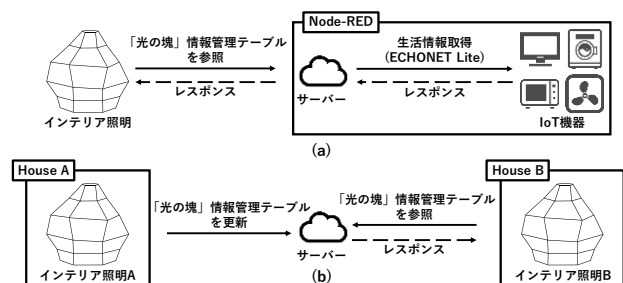 Node-RED
「光の塊」情報管理テーブル
を参照
レスポンス
インテリア照明
サーバー
生活情報取得
(ECHONET Lite)
レスポンス
IoT機器
(a)
House A
House B
インテリア照明A
「光の塊」情報管理テーブル
を更新
サーバー
「光の塊」情報管理テーブル
を参照
レスポンス
インテリア照明B
(b)